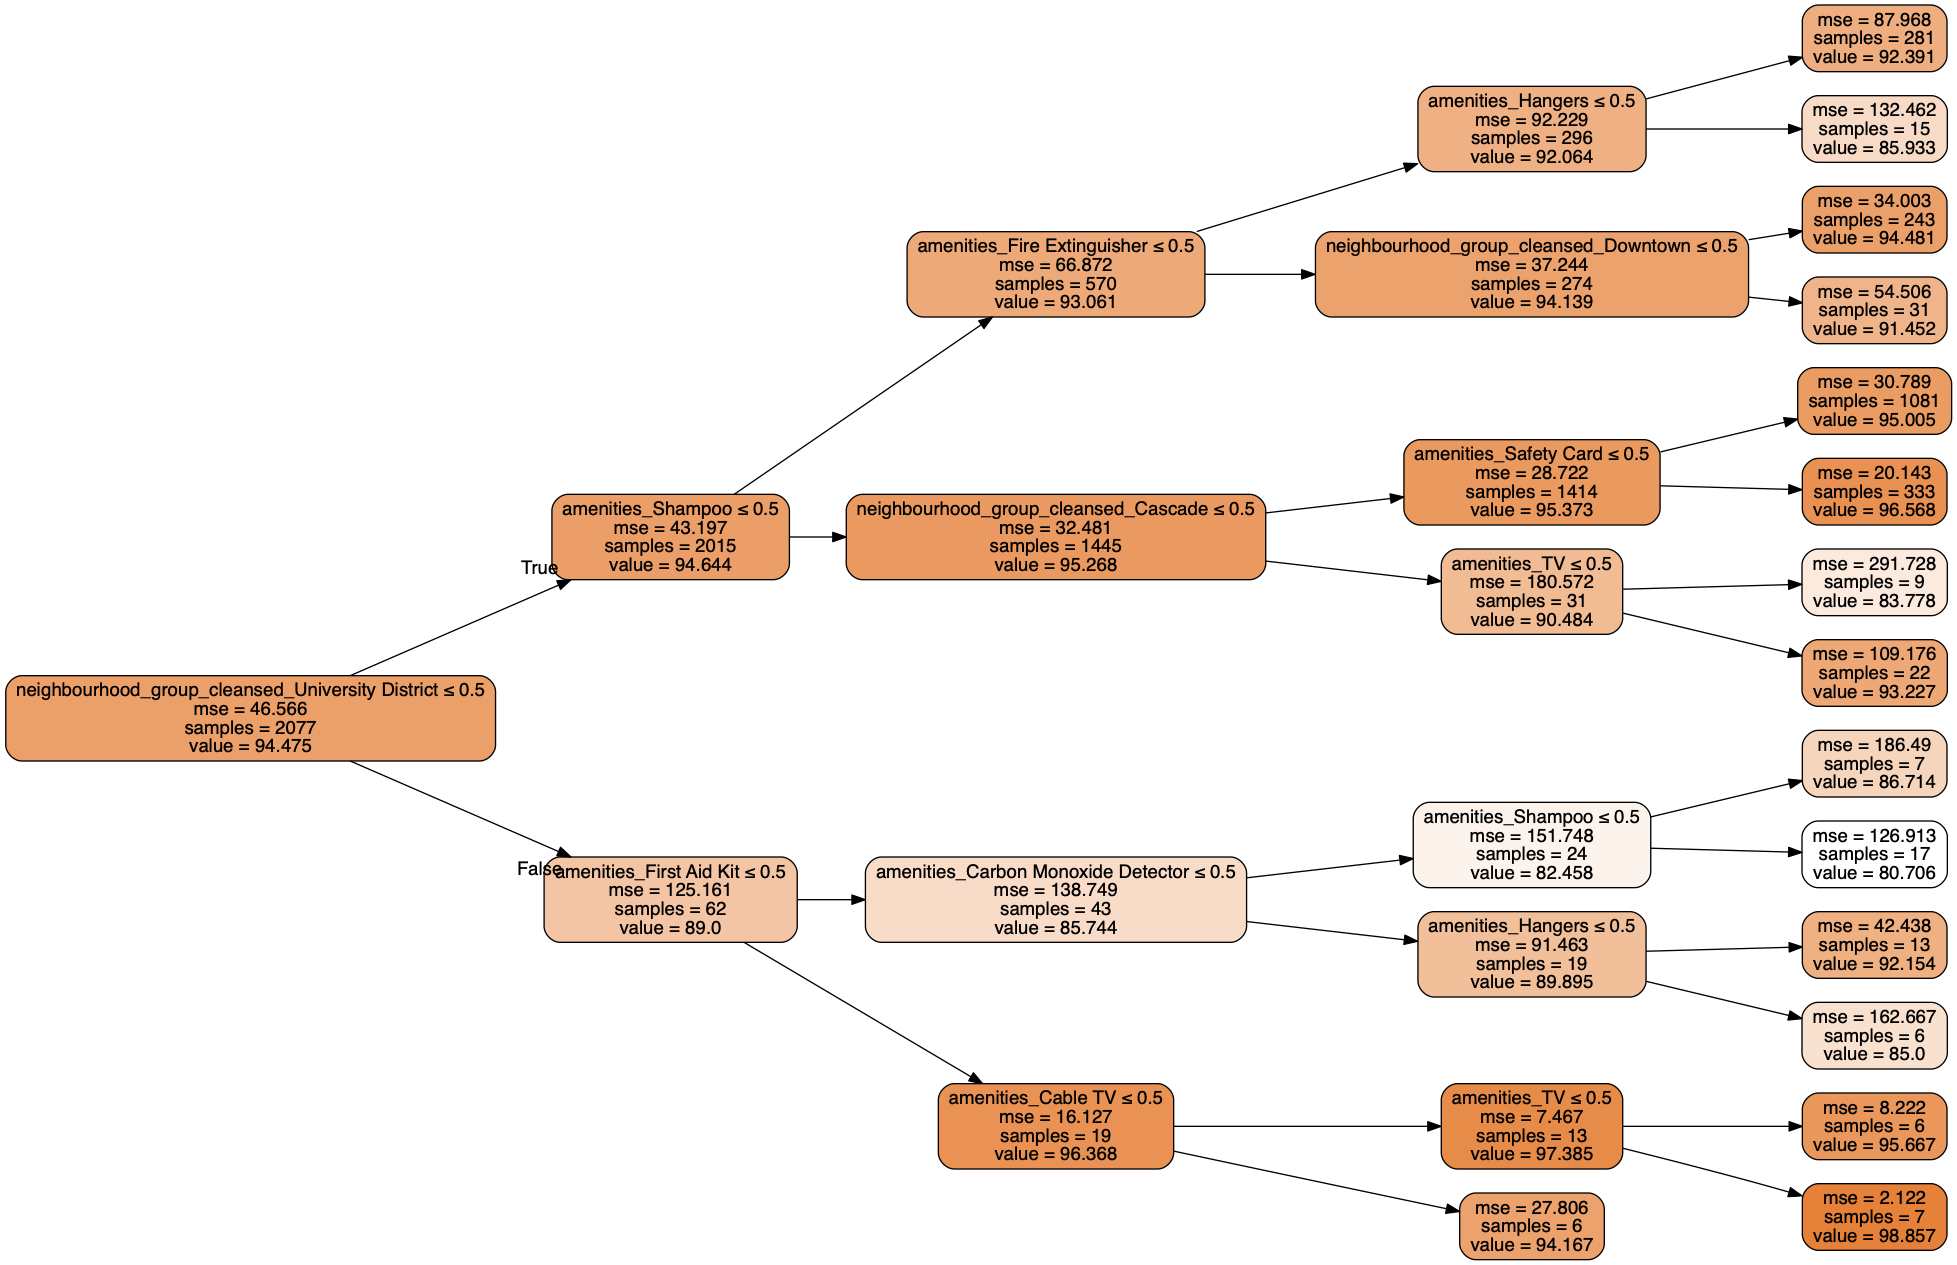 neighbourhood_group_cleansed_University District ≤ 0.5
mse = 46.566
samples = 2077
value = 94.475
True
False
amenities_Shampoo ≤ 0.5
mse = 43.197
samples = 2015
value = 94.644
amenities_First Aid Kit ≤ 0.5
mse = 125.161
samples = 62
value = 89.0
amenities_Fire Extinguisher ≤ 0.5
mse = 66.872
samples = 570
value = 93.061
neighbourhood_group_cleansed_Cascade ≤ 0.5
mse = 32.481
samples = 1445
value = 95.268
amenities_Carbon Monoxide Detector ≤ 0.5
mse = 138.749
samples = 43
value = 85.744
amenities_Cable TV ≤ 0.5
mse = 16.127
samples = 19
value = 96.368
amenities_Hangers ≤ 0.5
mse = 92.229
samples = 296
value = 92.064
neighbourhood_group_cleansed_Downtown ≤ 0.5
mse = 37.244
samples = 274
value = 94.139
amenities_Safety Card ≤ 0.5
mse = 28.722
samples = 1414
value = 95.373
amenities_TV ≤ 0.5
mse = 180.572
samples = 31
value = 90.484
amenities_Shampoo ≤ 0.5
mse = 151.748
samples = 24
value = 82.458
amenities_Hangers ≤ 0.5
mse = 91.463
samples = 19
value = 89.895
amenities_TV ≤ 0.5
mse = 7.467
samples = 13
value = 97.385
mse = 27.806
samples = 6
value = 94.167
mse = 87.968
samples = 281
value = 92.391
mse = 132.462
samples = 15
value = 85.933
mse = 34.003
samples = 243
value = 94.481
mse = 54.506
samples = 31
value = 91.452
mse = 30.789
samples = 1081
value = 95.005
mse = 20.143
samples = 333
value = 96.568
mse = 291.728
samples = 9
value = 83.778
mse = 109.176
samples = 22
value = 93.227
mse = 186.49
samples = 7
value = 86.714
mse = 126.913
samples = 17
value = 80.706
mse = 42.438
samples = 13
value = 92.154
mse = 162.667
samples = 6
value = 85.0
mse = 8.222
samples = 6
value = 95.667
mse = 2.122
samples = 7
value = 98.857